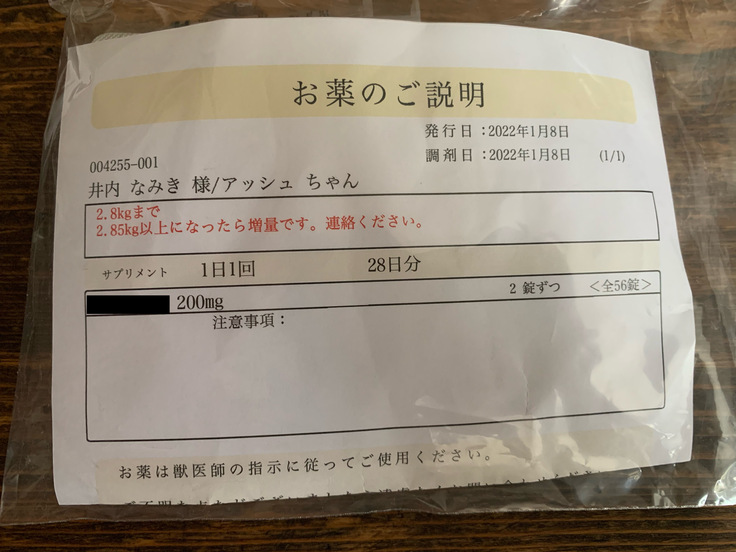 お薬のご説明
発行日：2022年1月8日
調剤日：2022年1月8日 (1/1)
004255-001
井内 なみき 様/アッシュ ちゃん
2.8kgまで
2.85kg以上になったら増量です。連絡ください。
サプリメント 1日1回 28日分
200mg 2 錠ずつ ＜全56錠＞
注意事項：
お薬は獣医師の指示に従ってご使用ください。